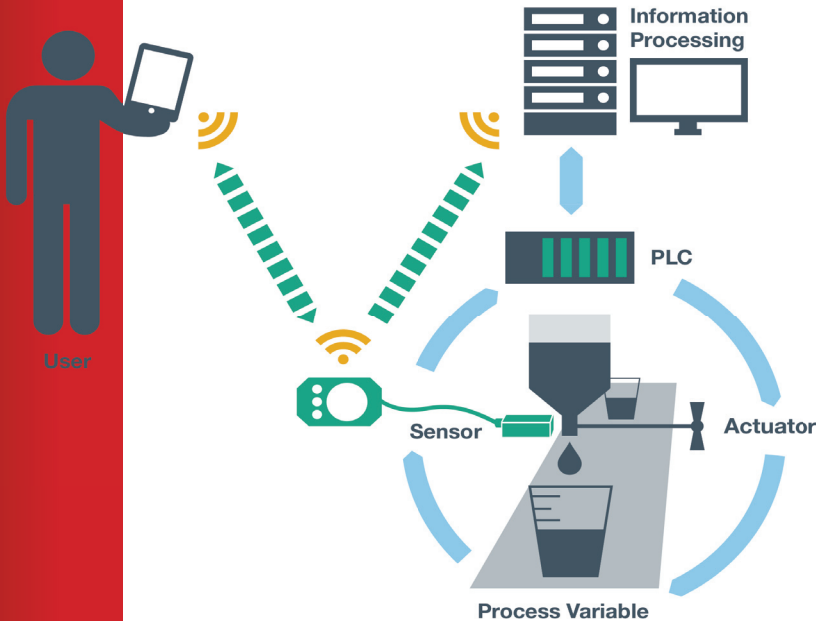 Information
Processing
PLC
User
Sensor
Actuator
Process Variable